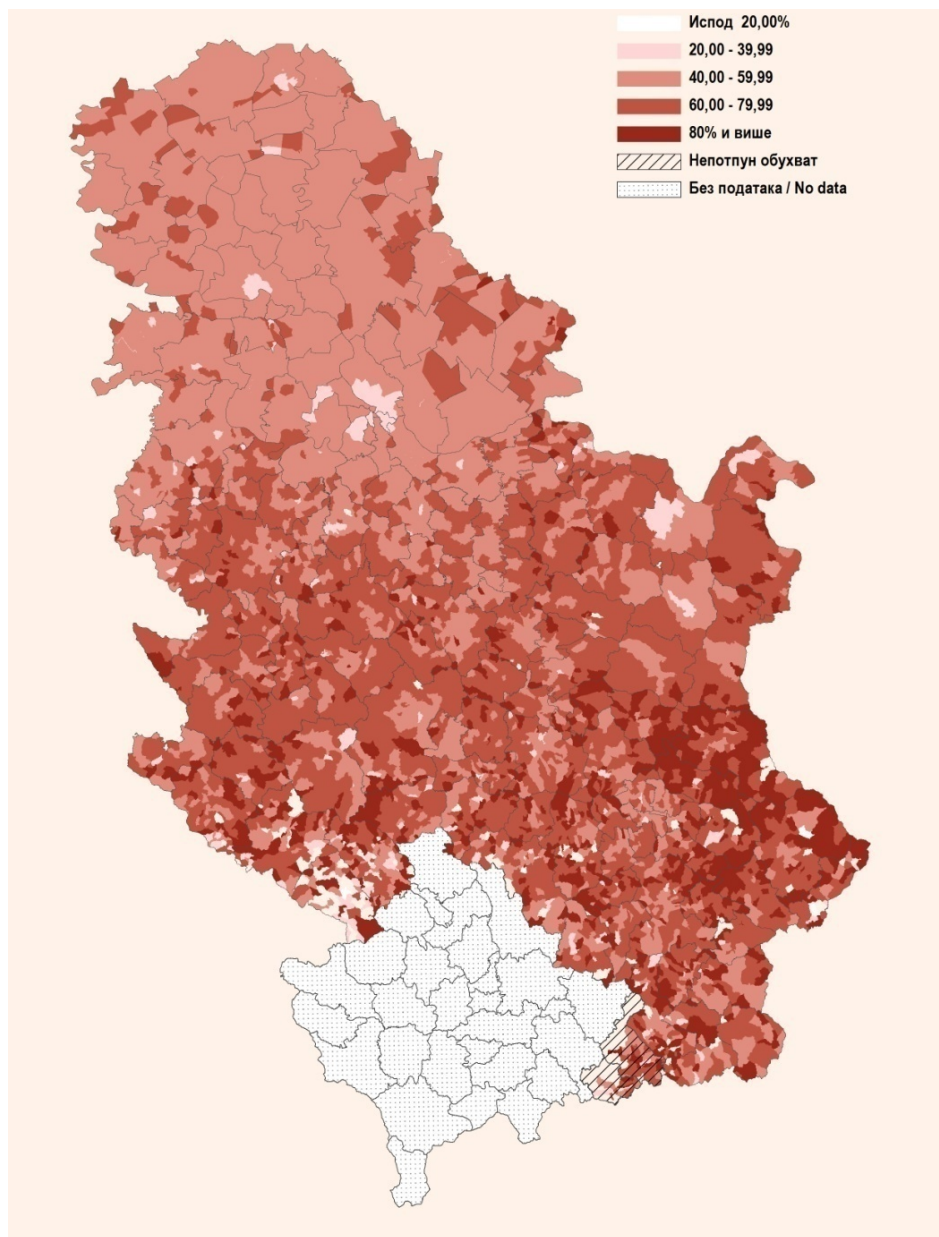 Испод 20,00%
20,00 - 39,99
40,00 - 59,99
60,00 - 79,99
80% и више
Непотпун обухват
Без података / No data